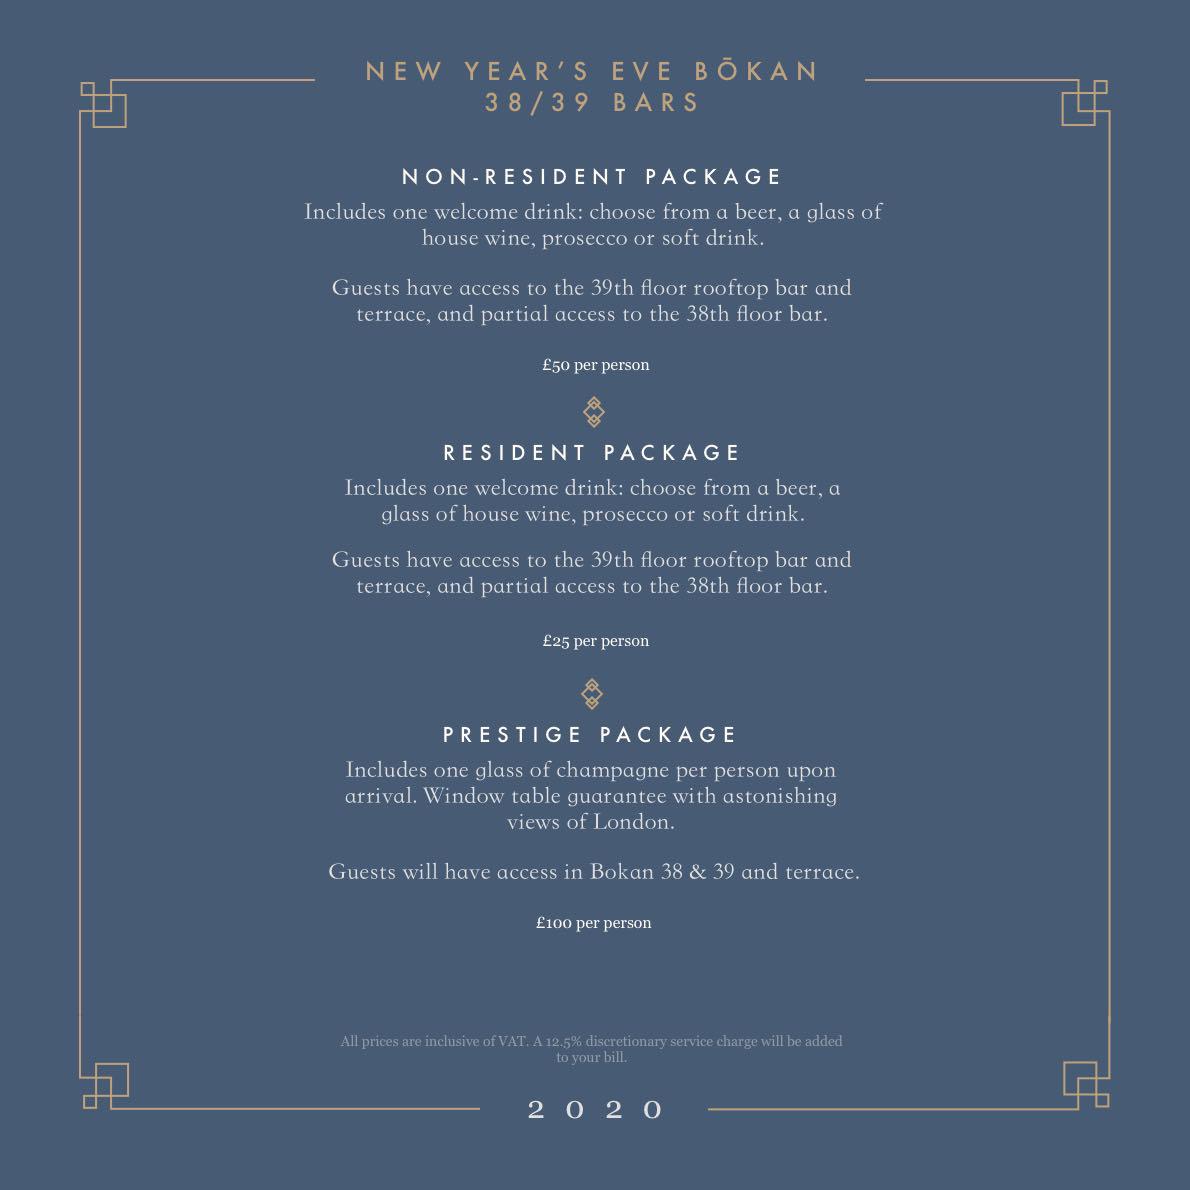 NEW YEAR’S EVE BŌKAN
38/39 BARS
NON-RESIDENT PACKAGE
Includes one welcome drink: choose from a beer, a glass of
house wine, prosecco or soft drink.
Guests have access to the 39th floor rooftop bar and
terrace, and partial access to the 38th floor bar.
£50 per person
RESIDENT PACKAGE
Includes one welcome drink: choose from a beer, a
glass of house wine, prosecco or soft drink.
Guests have access to the 39th floor rooftop bar and
terrace, and partial access to the 38th floor bar.
£25 per person
PRESTIGE PACKAGE
Includes one glass of champagne per person upon
arrival. Window table guarantee with astonishing
views of London.
Guests will have access in Bokan 38 & 39 and terrace.
£100 per person
All prices are inclusive of VAT. A 12.5% discretionary service charge will be added
to your bill.
2020